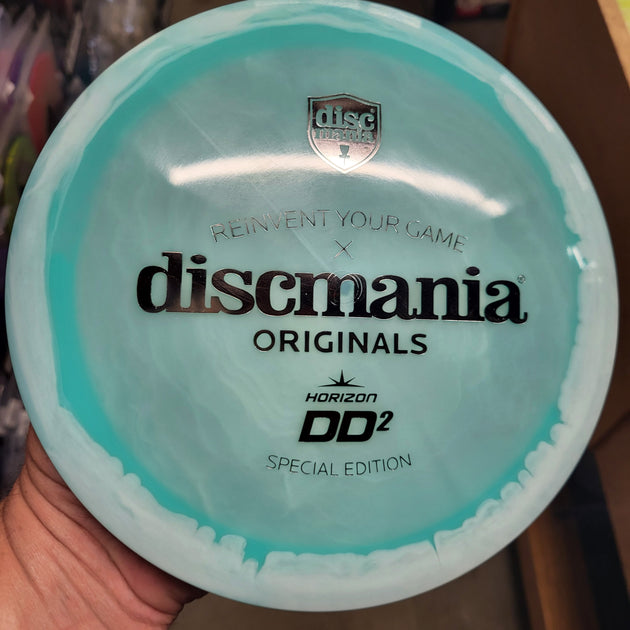 disc
mania
REINVENT YOUR GAME
X
discmania®
ORIGINALS
HORIZON
DD²
SPECIAL EDITION